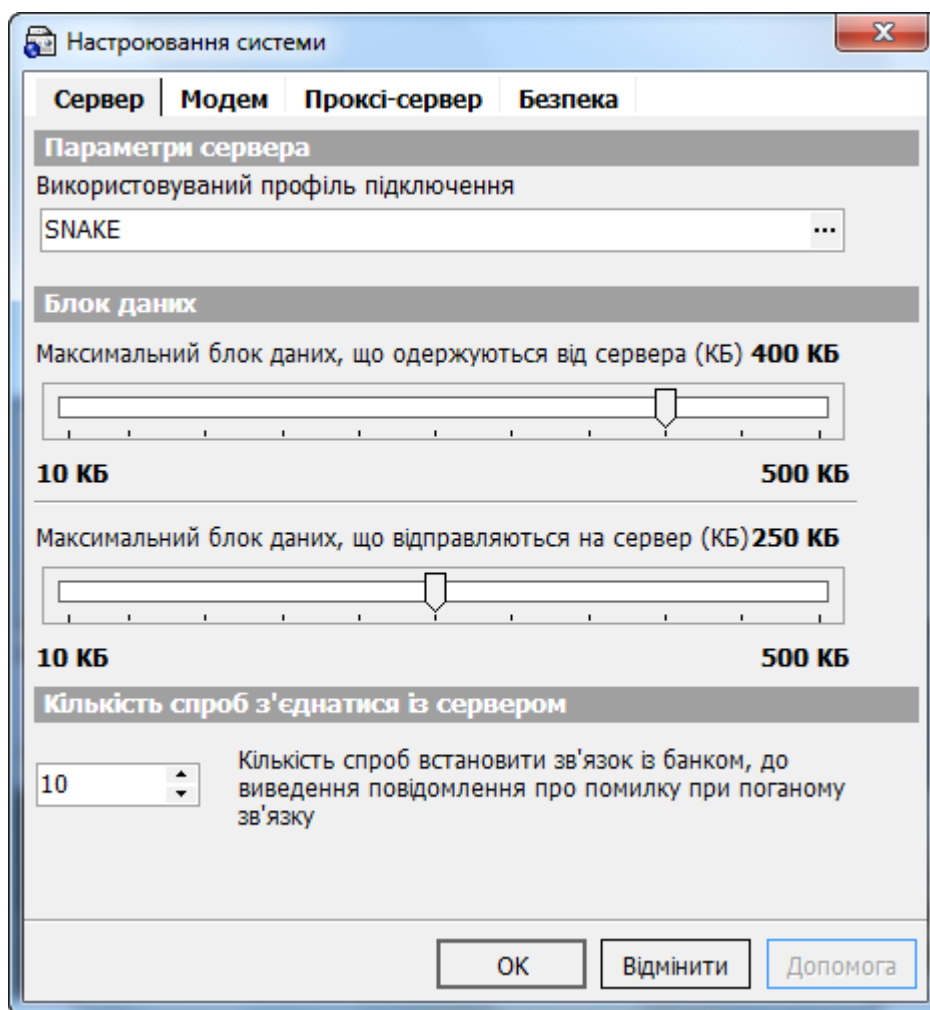 Настроювання системи
Сервер Модем Проксі-сервер Безпека
Параметри сервера
Використовуваний профіль підключення
SNAKE ...
Блок даних
Максимальний блок даних, що одержуються від сервера (КБ) 400 КБ
10 КБ 500 КБ
Максимальний блок даних, що відправляються на сервер (КБ) 250 КБ
10 КБ 500 КБ
Кількість спроб з'єднатися із сервером
10
Кількість спроб встановити зв'язок із банком, до
виведення повідомлення про помилку при поганому
зв'язку
OK Відмінити Допомога